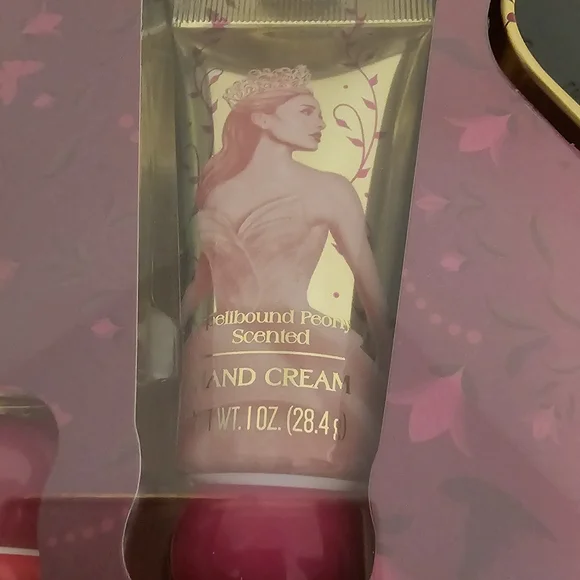 pellbound Peony
Scented
AND CREAM
WT. 1 OZ. (28.4 g)